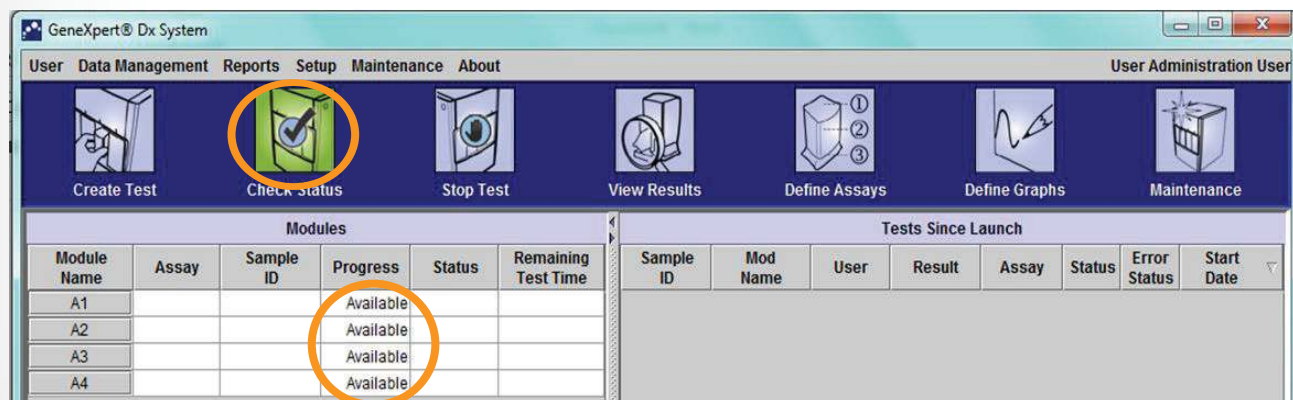 GeneXpert® Dx System
User Data Management Reports Setup Maintenance About User Administration User
① ② ③
Create Test Check Status Stop Test View Results Define Assays Define Graphs Maintenance
Modules
Module Name Assay Sample ID Progress Status Remaining Test Time
A1 Available
A2 Available
A3 Available
A4 Available
Tests Since Launch
Sample ID Mod Name User Result Assay Status Error Status Start Date